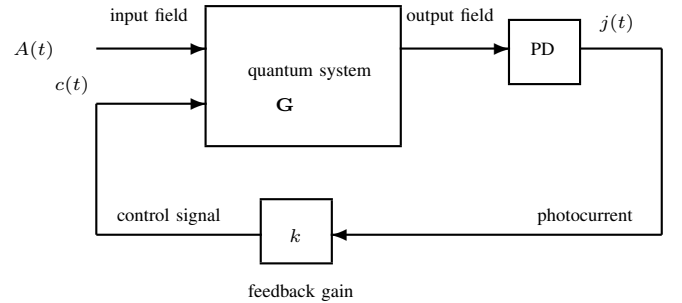 input field
output field
j(t)
A(t)
PD
quantum system
c(t)
G
control signal
photocurrent
k
feedback gain